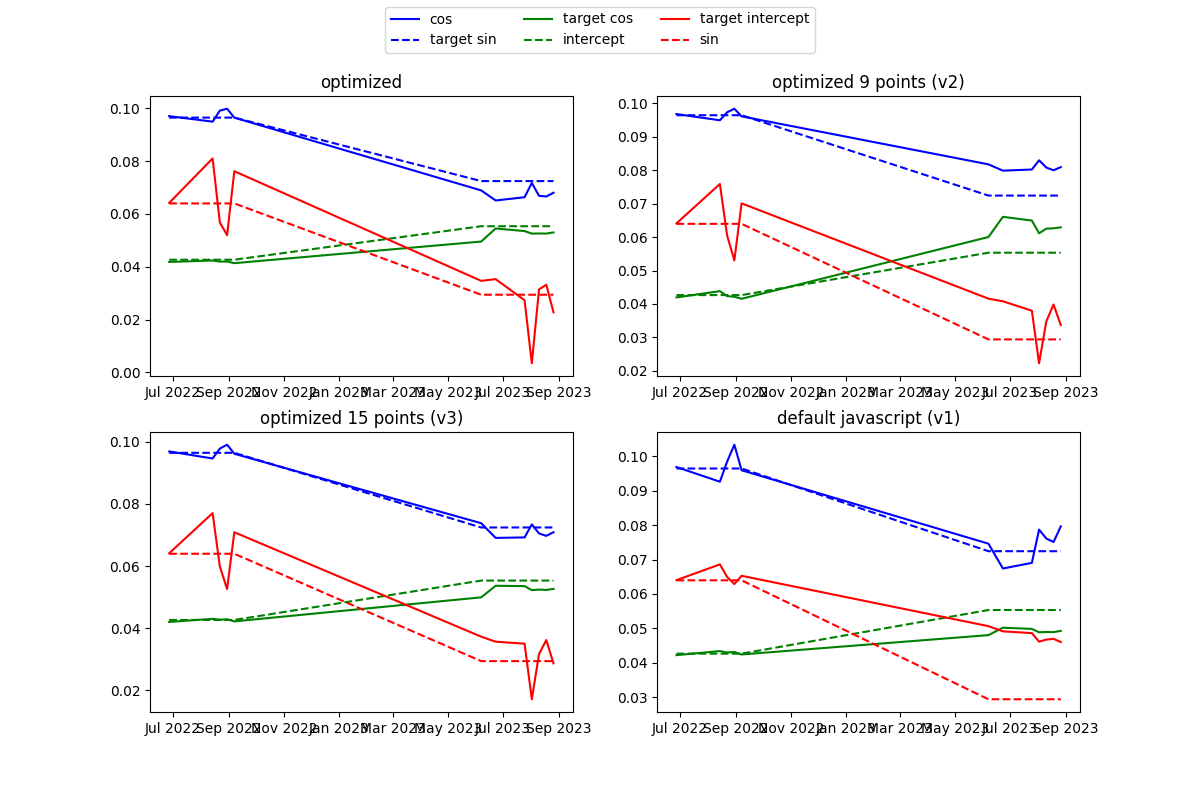 cos target cos target intercept
target sin intercept sin
optimized
0.10
0.08
0.06
0.04
0.02
0.00
Jul 2022 Sep 2022 Nov 2022 Jan 2023 Mar 2023 May 2023 Jul 2023 Sep 2023
optimized 9 points (v2)
0.10
0.09
0.08
0.07
0.06
0.05
0.04
0.03
0.02
Jul 2022 Sep 2022 Nov 2022 Jan 2023 Mar 2023 May 2023 Jul 2023 Sep 2023
optimized 15 points (v3)
0.10
0.08
0.06
0.04
0.02
Jul 2022 Sep 2022 Nov 2022 Jan 2023 Mar 2023 May 2023 Jul 2023 Sep 2023
default javascript (v1)
0.10
0.09
0.08
0.07
0.06
0.05
0.04
0.03
Jul 2022 Sep 2022 Nov 2022 Jan 2023 Mar 2023 May 2023 Jul 2023 Sep 2023